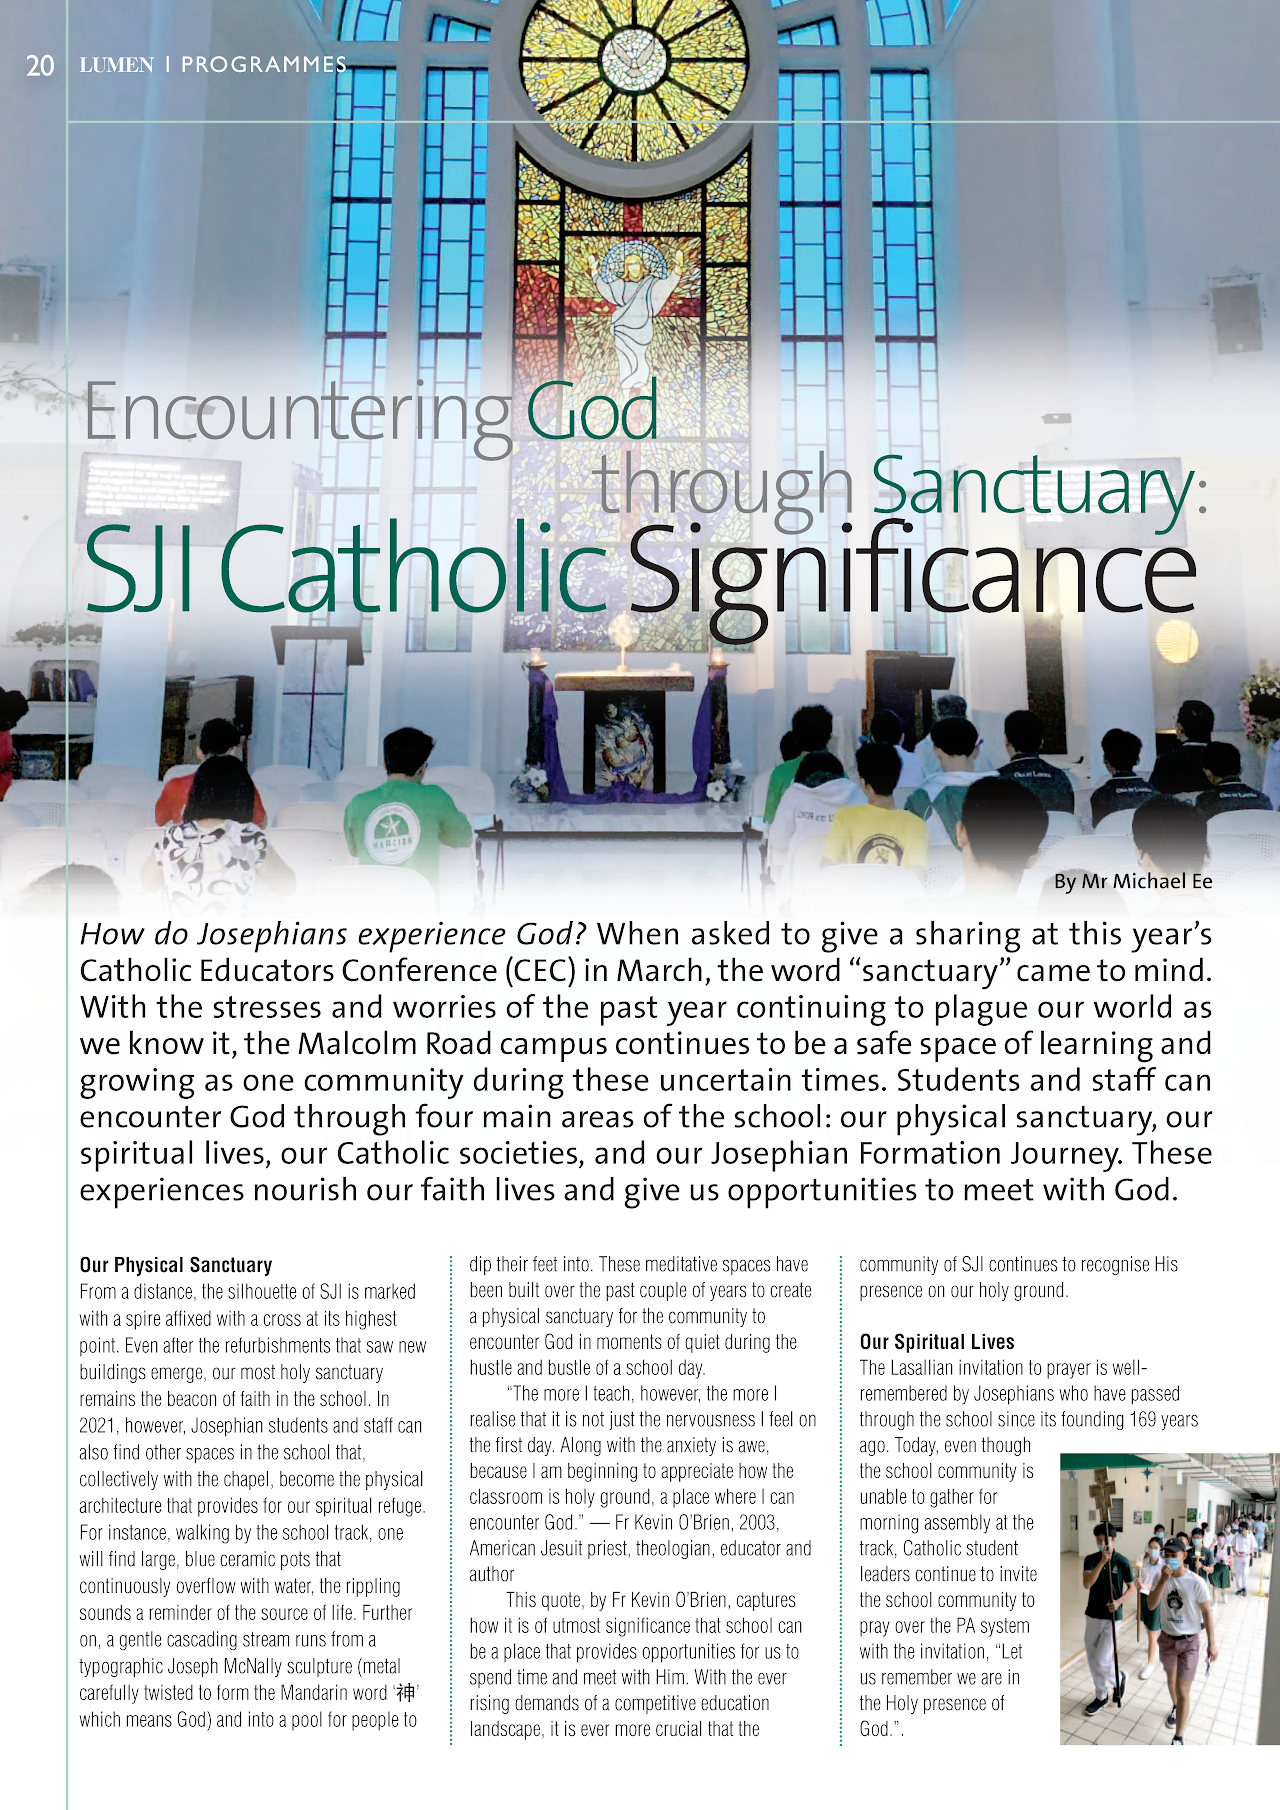 20 LUMEN | PROGRAMMES
Encountering God
through Sanctuary:
SJI Catholic Significance
MARCIAN
ORA ET LABORA
By Mr Michael Ee
How do Josephians experience God? When asked to give a sharing at this year’s
Catholic Educators Conference (CEC) in March, the word “sanctuary” came to mind.
With the stresses and worries of the past year continuing to plague our world as
we know it, the Malcolm Road campus continues to be a safe space of learning and
growing as one community during these uncertain times. Students and staff can
encounter God through four main areas of the school: our physical sanctuary, our
spiritual lives, our Catholic societies, and our Josephian Formation Journey. These
experiences nourish our faith lives and give us opportunities to meet with God.
Our Physical Sanctuary
From a distance, the silhouette of SJI is marked
with a spire affixed with a cross at its highest
point. Even after the refurbishments that saw new
buildings emerge, our most holy sanctuary
remains the beacon of faith in the school. In
2021, however, Josephian students and staff can
also find other spaces in the school that,
collectively with the chapel, become the physical
architecture that provides for our spiritual refuge.
For instance, walking by the school track, one
will find large, blue ceramic pots that
continuously overflow with water, the rippling
sounds a reminder of the source of life. Further
on, a gentle cascading stream runs from a
typographic Joseph McNally sculpture (metal
carefully twisted to form the Mandarin word ‘神’
which means God) and into a pool for people to
dip their feet into. These meditative spaces have
been built over the past couple of years to create
a physical sanctuary for the community to
encounter God in moments of quiet during the
hustle and bustle of a school day.
“The more I teach, however, the more I
realise that it is not just the nervousness I feel on
the first day. Along with the anxiety is awe,
because I am beginning to appreciate how the
classroom is holy ground, a place where I can
encounter God.” — Fr Kevin O’Brien, 2003,
American Jesuit priest, theologian, educator and
author
This quote, by Fr Kevin O’Brien, captures
how it is of utmost significance that school can
be a place that provides opportunities for us to
spend time and meet with Him. With the ever
rising demands of a competitive education
landscape, it is ever more crucial that the
community of SJI continues to recognise His
presence on our holy ground.
Our Spiritual Lives
The Lasallian invitation to prayer is well-
remembered by Josephians who have passed
through the school since its founding 169 years
ago. Today, even though
the school community is
unable to gather for
morning assembly at the
track, Catholic student
leaders continue to invite
the school community to
pray over the PA system
with the invitation, “Let
us remember we are in
the Holy presence of
God.”.